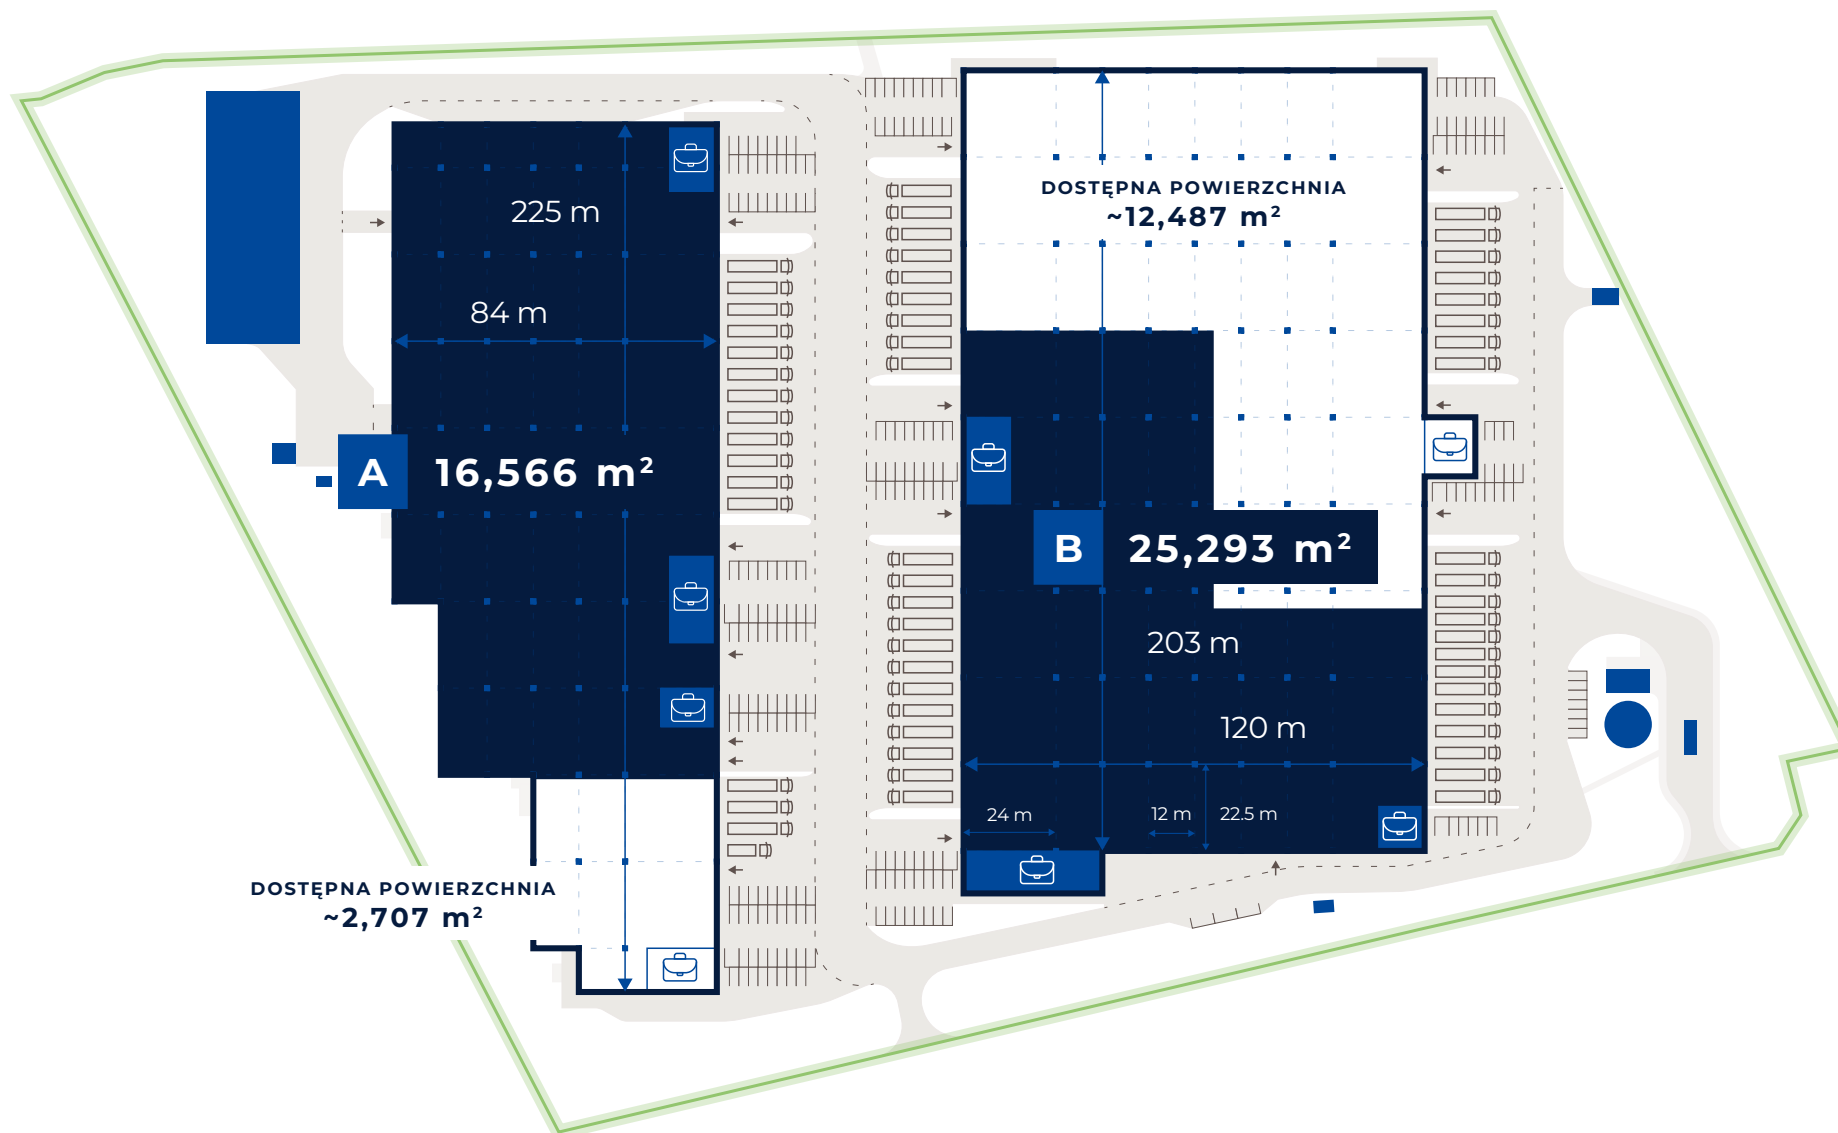 225 m
84 m
A
16,566 m²
DOSTĘPNA POWIERZCHNIA
~2,707 m²
DOSTĘPNA POWIERZCHNIA
~12,487 m²
B
25,293 m²
203 m
120 m
24 m
12 m
22.5 m